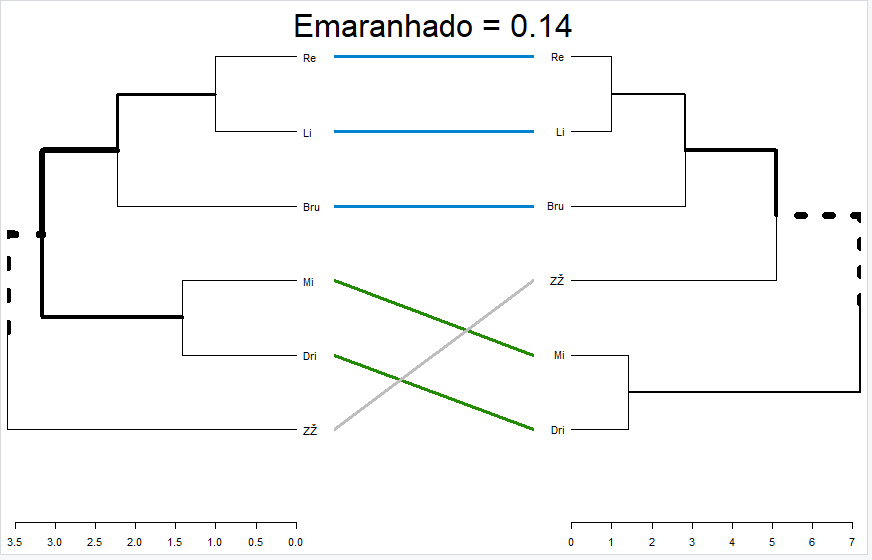 Emaranhado = 0.14
Re Re
Li Li
Bru Bru
Mi ZŽ
Dri Mi
ZŽ Dri
3.5 3.0 2.5 2.0 1.5 1.0 0.5 0.0 0 1 2 3 4 5 6 7